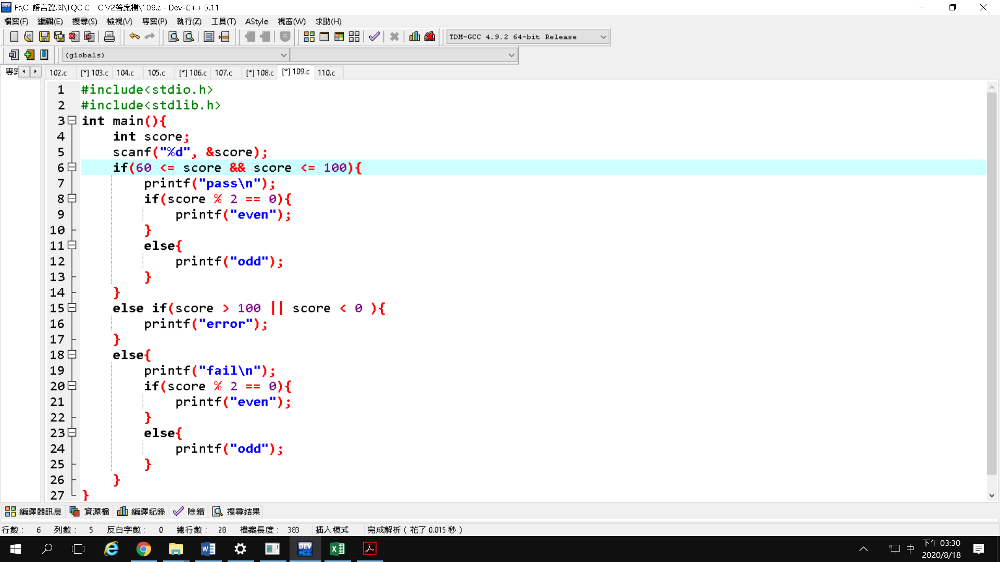 F:\C 語言資料\TQC C   C V2答案檔\109.c - Dev-C++ 5.11
檔案(F) 編輯(E) 搜尋(S) 檢視(V) 專案(P) 執行(Z) 工具(T) AStyle 視窗(W) 求助(H)
TDM-GCC 4.9.2 64-bit Release
(globals)
102.c [*] 103.c 104.c 105.c [*] 106.c 107.c [*] 108.c [*] 109.c 110.c
1 #include<stdio.h>
2 #include<stdlib.h>
3 int main(){
4     int score;
5     scanf("%d", &score);
6     if(60 <= score && score <= 100){
7         printf("pass\n");
8         if(score % 2 == 0){
9             printf("even");
10         }
11         else{
12             printf("odd");
13         }
14     }
15     else if(score > 100 || score < 0 ){
16         printf("error");
17     }
18     else{
19         printf("fail\n");
20         if(score % 2 == 0){
21             printf("even");
22         }
23         else{
24             printf("odd");
25         }
26     }
27 }
編譯器訊息 資源檔 編譯紀錄 除錯 搜尋結果
行數: 6 列數: 5 反白字數: 0 總行數: 28 檔案長度: 383 插入模式 完成解析 ( 花了 0.015 秒 )
DEV C++ 中 下午 03:30
2020/8/18